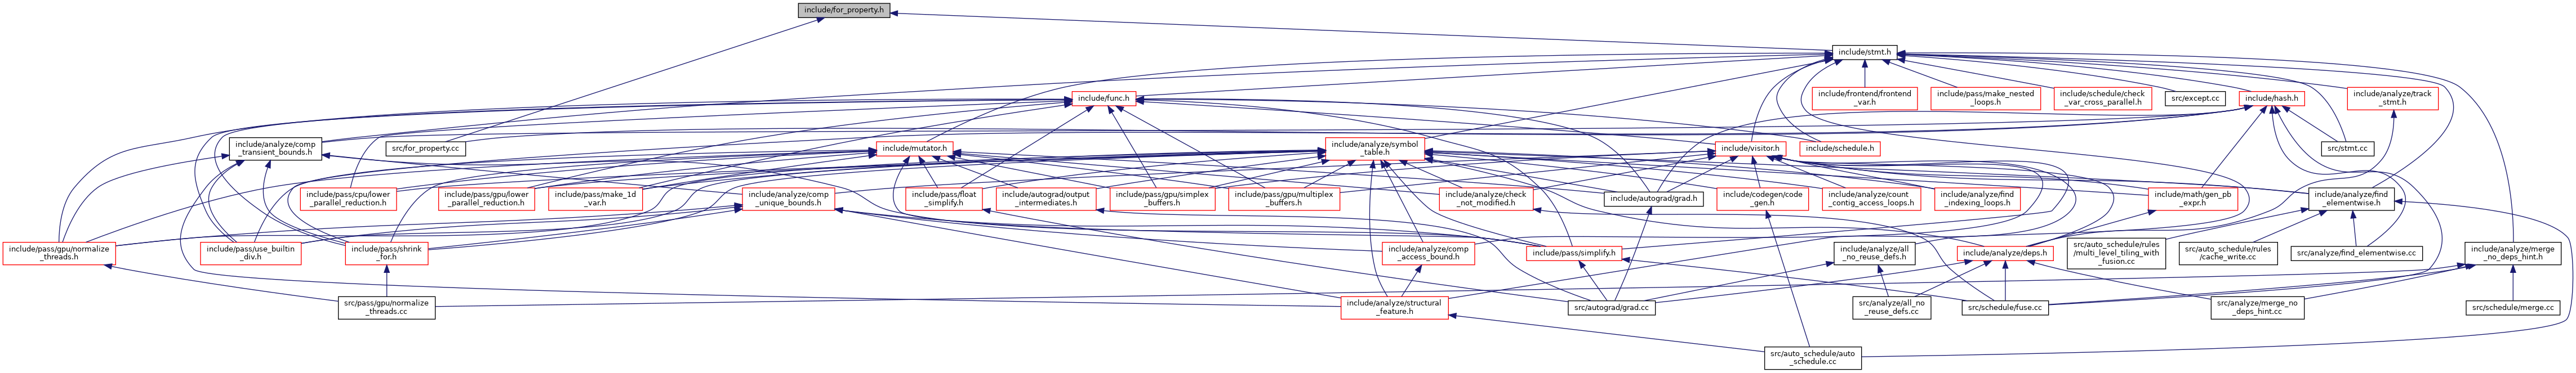 include/for_property.h
include/stmt.h
include/frontend/frontend
_var.h
include/pass/make_nested
_loops.h
include/schedule/check
_var_cross_parallel.h
src/except.cc
include/hash.h
include/analyze/track
_stmt.h
include/func.h
include/analyze/comp
_transient_bounds.h
src/for_property.cc
include/mutator.h
include/analyze/symbol
_table.h
include/visitor.h
include/schedule.h
src/stmt.cc
include/pass/cpu/lower
_parallel_reduction.h
include/pass/gpu/lower
_parallel_reduction.h
include/pass/make_1d
_var.h
include/analyze/comp
_unique_bounds.h
include/pass/float
_simplify.h
include/autograd/output
_intermediates.h
include/pass/gpu/simplex
_buffers.h
include/pass/gpu/multiplex
_buffers.h
include/analyze/check
_not_modified.h
include/autograd/grad.h
include/codegen/code
_gen.h
include/analyze/count
_contig_access_loops.h
include/analyze/find
_indexing_loops.h
include/math/gen_pb
_expr.h
include/analyze/find
_elementwise.h
include/pass/gpu/normalize
_threads.h
include/pass/use_builtin
_div.h
include/pass/shrink
_for.h
include/analyze/comp
_access_bound.h
include/pass/simplify.h
include/analyze/all
_no_reuse_defs.h
include/analyze/deps.h
src/auto_schedule/rules
/multi_level_tiling_with
_fusion.cc
src/auto_schedule/rules
/cache_write.cc
src/analyze/find_elementwise.cc
include/analyze/merge
_no_deps_hint.h
src/pass/gpu/normalize
_threads.cc
include/analyze/structural
_feature.h
src/autograd/grad.cc
src/analyze/all_no
_reuse_defs.cc
src/schedule/fuse.cc
src/analyze/merge_no
_deps_hint.cc
src/schedule/merge.cc
src/auto_schedule/auto
_schedule.cc